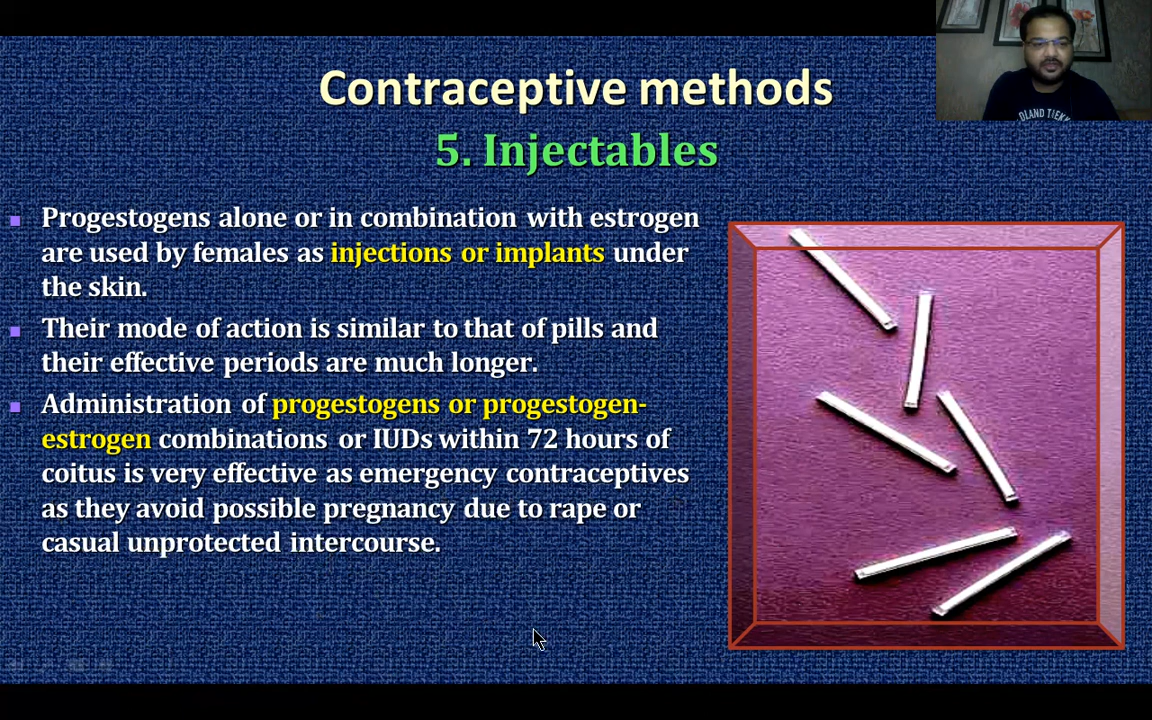 Contraceptive methods
5. Injectables
Progestogens alone or in combination with estrogen
are used by females as injections or implants under
the skin.
Their mode of action is similar to that of pills and
their effective periods are much longer.
Administration of progestogens or progestogen-
estrogen combinations or IUDs within 72 hours of
coitus is very effective as emergency contraceptives
as they avoid possible pregnancy due to rape or
casual unprotected intercourse.